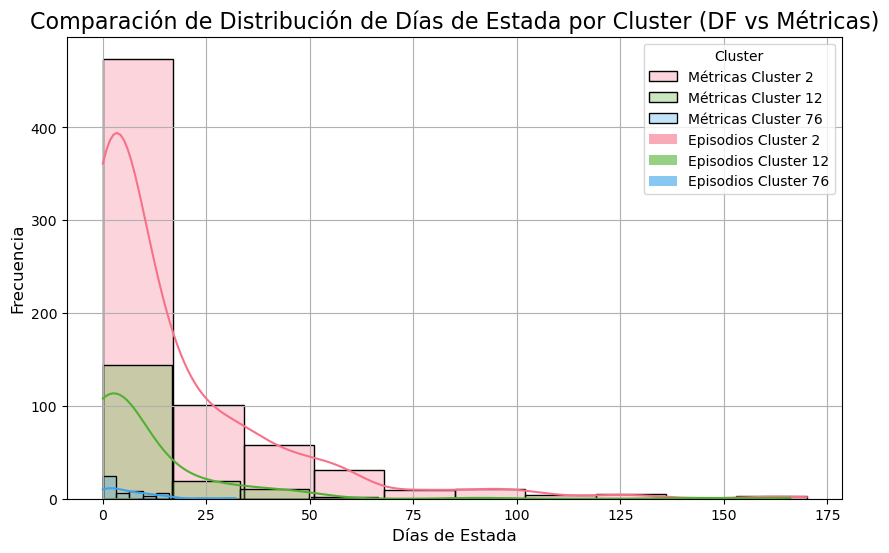 Comparación de Distribución de Días de Estada por Cluster (DF vs Métricas)
Cluster
Métricas Cluster 2
Métricas Cluster 12
Métricas Cluster 76
Episodios Cluster 2
Episodios Cluster 12
Episodios Cluster 76
Frecuencia
400
300
200
100
0
0
25
50
75
100
125
150
175
Días de Estada